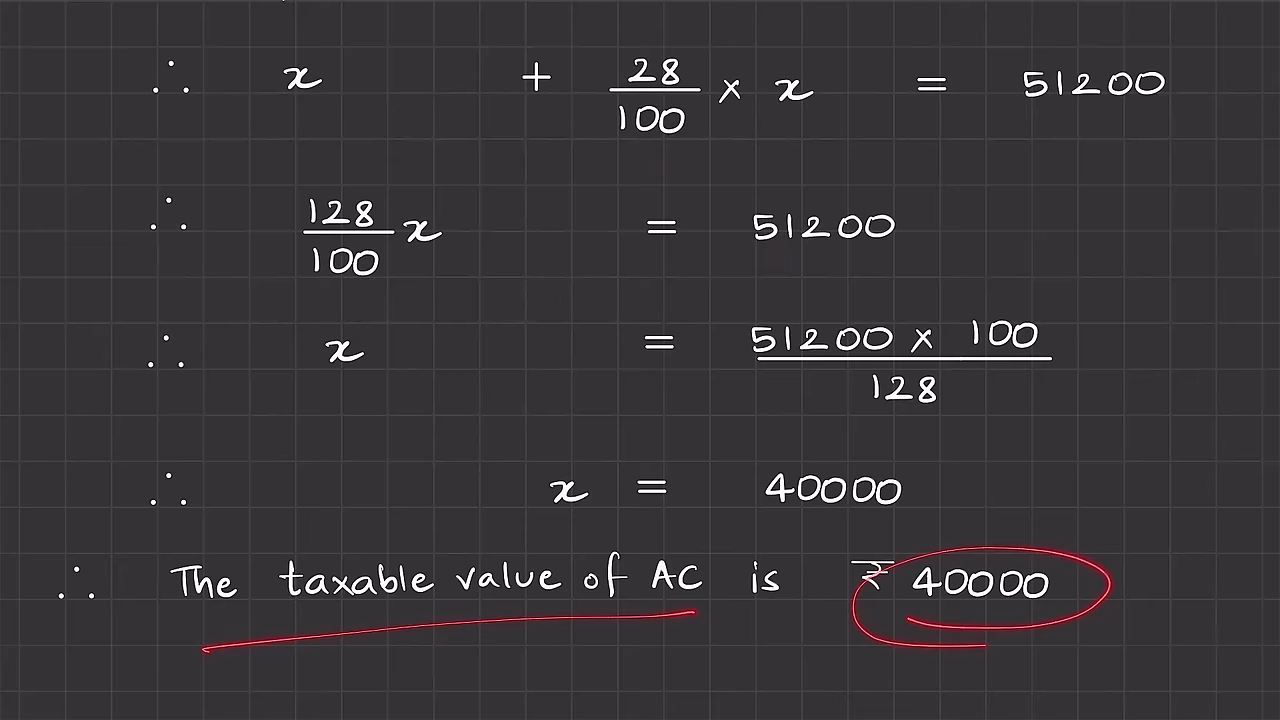 ∴ x + 28/100 × x = 51200
∴ 128/100 x = 51200
∴ x = 51200 × 100 / 128
∴ x = 40000
∴ The taxable value of AC is ₹ 40000